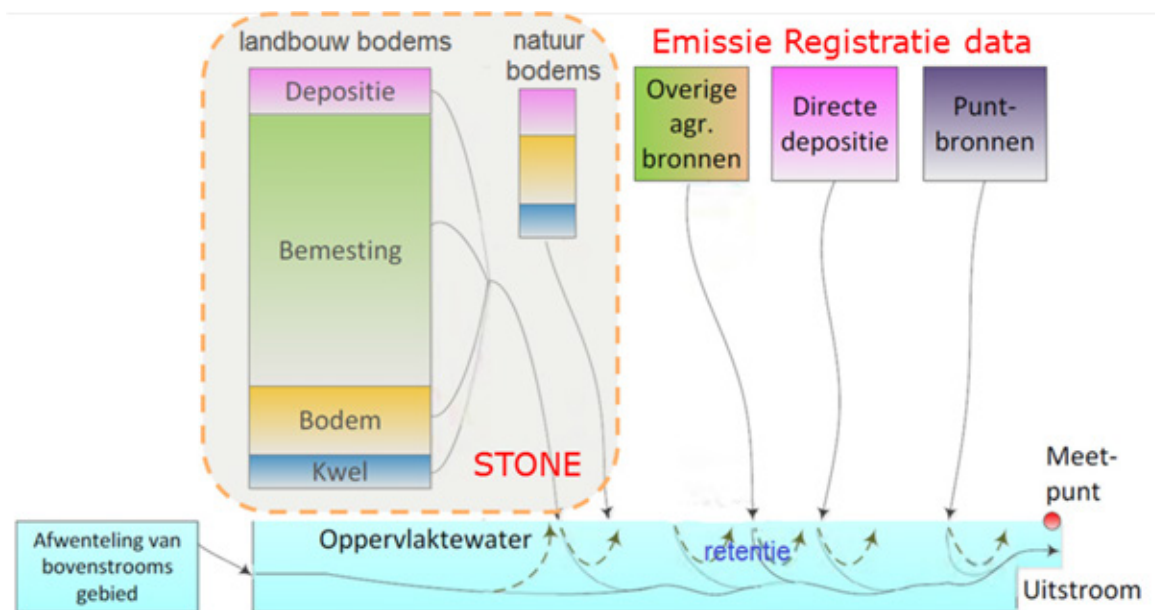 landbouw bodems
natuur
bodems
Emissie Registratie data
Depositie
Bemesting
Bodem
Kwel
STONE
Overige
agr.
bronnen
Directe
depositie
Punt-
bronnen
Meet-
punt
Afwenteling van
bovenstrooms
gebied
Oppervlaktewater
retentie
Uitstroom